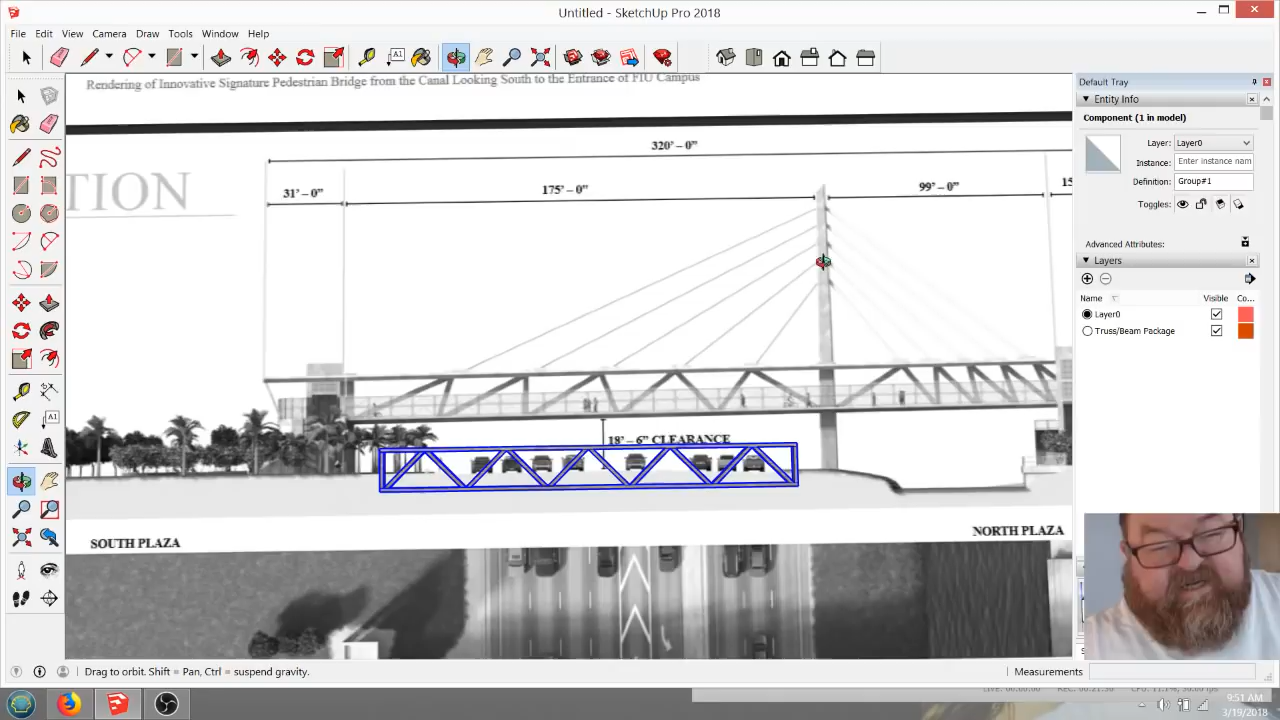 Untitled - SketchUp Pro 2018
File Edit View Camera Draw Tools Window Help
Default Tray
Rendering of Innovative Signature Pedestrian Bridge from the Canal Looking South to the Entrance of FIU Campus
Entity Info
Component (1 in model)
Layer: Layer0
Instance: Enter instance nam
Definition: Group#1
Toggles:
Advanced Attributes:
Layers
Name Visible Co...
Layer0
Truss/Beam Package
320' – 0"
TION
31' – 0" 175' – 0" 99' – 0" 15
18' – 6" CLEARANCE
SOUTH PLAZA NORTH PLAZA
Drag to orbit. Shift = Pan, Ctrl = suspend gravity.
Measurements
9:51 AM
3/19/2018